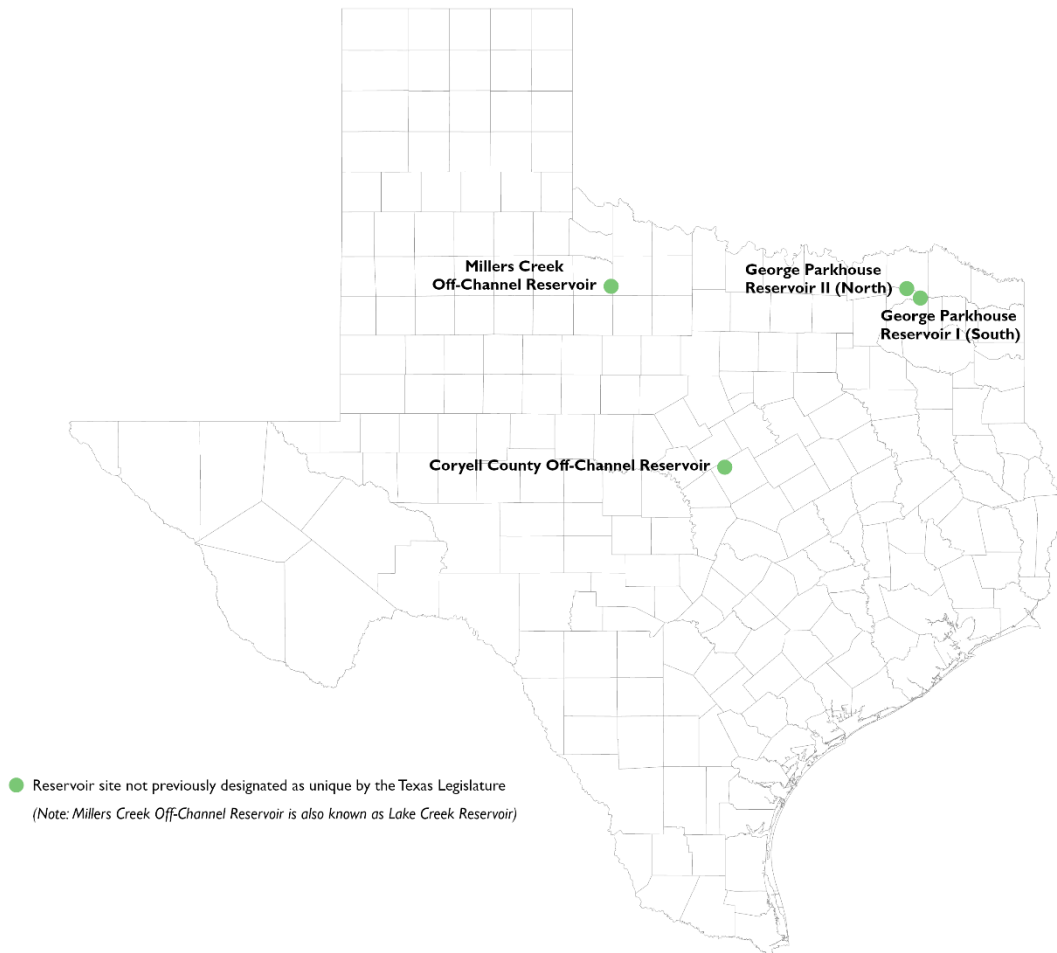 Millers Creek
Off-Channel Reservoir
George Parkhouse
Reservoir II (North)
George Parkhouse
Reservoir I (South)
Coryell County Off-Channel Reservoir
Reservoir site not previously designated as unique by the Texas Legislature
(Note: Millers Creek Off-Channel Reservoir is also known as Lake Creek Reservoir)